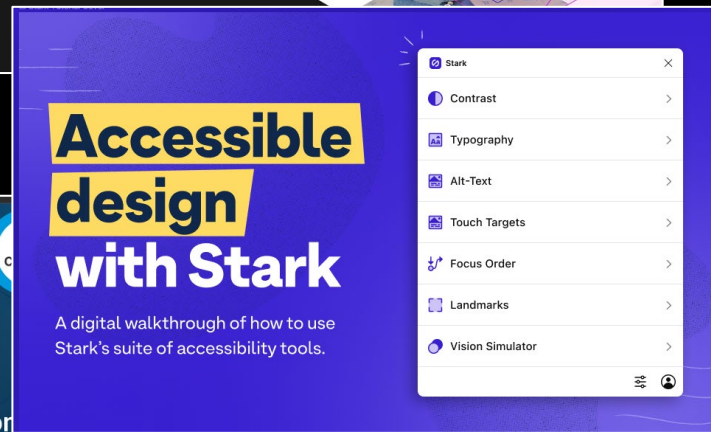 Accessible
design
with Stark
A digital walkthrough of how to use
Stark's suite of accessibility tools.
Stark
Contrast
Aa
Typography
Alt-Text
Touch Targets
Focus Order
Landmarks
Vision Simulator